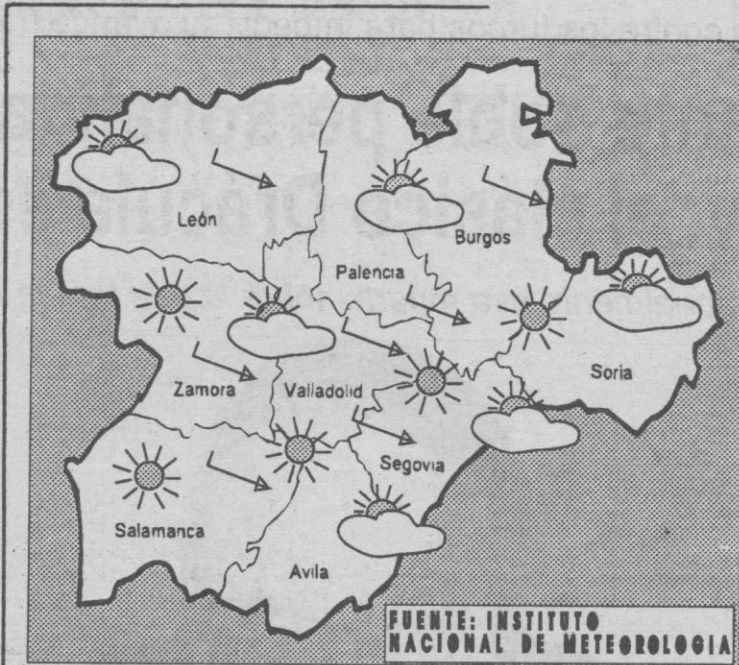 León
Burgos
Palencia
Soria
Zamora
Valladolid
Segovia
Salamanca
Avila
FUENTE: INSTITUTO
NACIONAL DE METEOROLOGIA